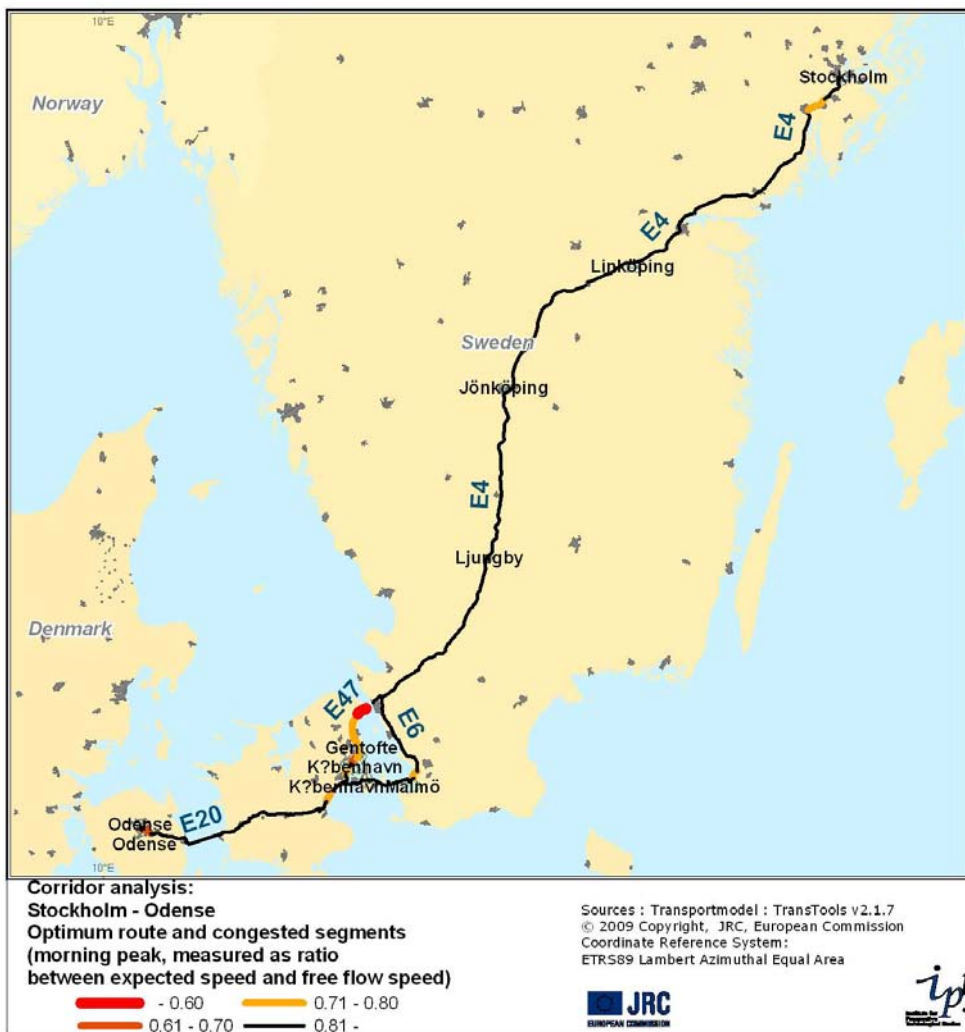 10°E
Stockholm
Norway
E4
E4
Linköping
Sweden
Jönköping
E4
Ljungby
Denmark
E47
E6
Gentofte
K?benhavn
K?benhavnMalmö
E20
Odense
Odense
10°E
Corridor analysis:
Stockholm - Odense
Optimum route and congested segments
(morning peak, measured as ratio
between expected speed and free flow speed)
- 0.60
0.71 - 0.80
0.61 - 0.70
0.81 -
Sources : Transportmodel : TransTools v2.1.7
© 2009 Copyright, JRC, European Commission
Coordinate Reference System:
ETRS89 Lambert Azimuthal Equal Area
JRC
EUROPEAN COMMISSION
ip